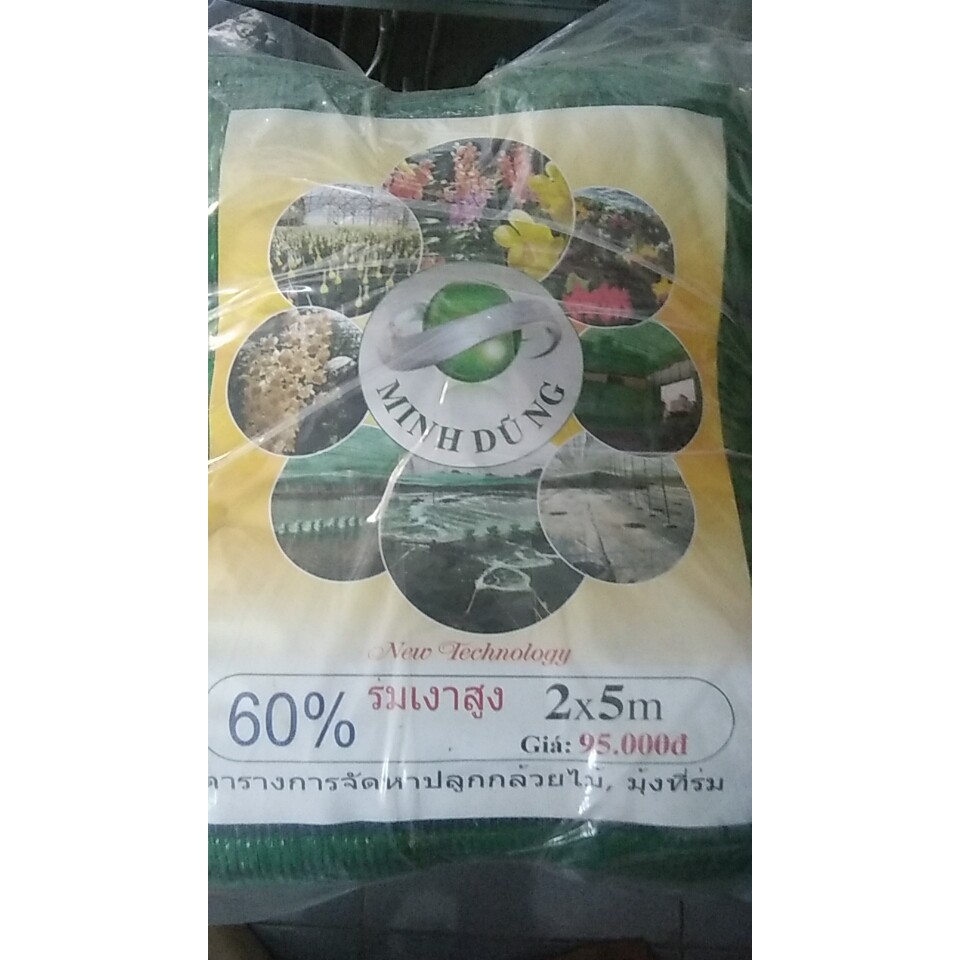 MINH DŨNG
New Technology
60% ร่มเงาสูง 2x5m
Giá: 95.000đ
ตารางการจัดหาปลูกกล้วยไม้, มุ้งที่ร่ม